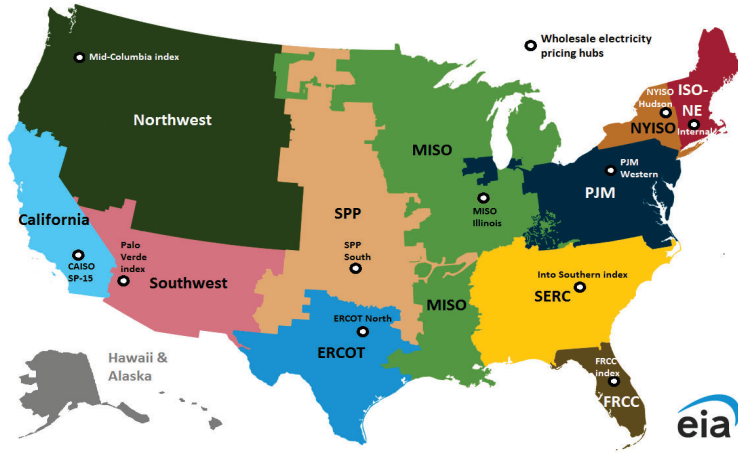 Wholesale electricity
pricing hubs
Mid-Columbia index
Northwest
NYISO
Hudson
ISO-
NE
NYISO
Internal
MISO
PJM
Western
PJM
MISO
Illinois
California
SPP
CAISO
SP-15
Palo
Verde
index
Southwest
SPP
South
Into Southern index
SERC
MISO
ERCOT North
ERCOT
Hawaii &
Alaska
FRCC
index
FRCC
eia